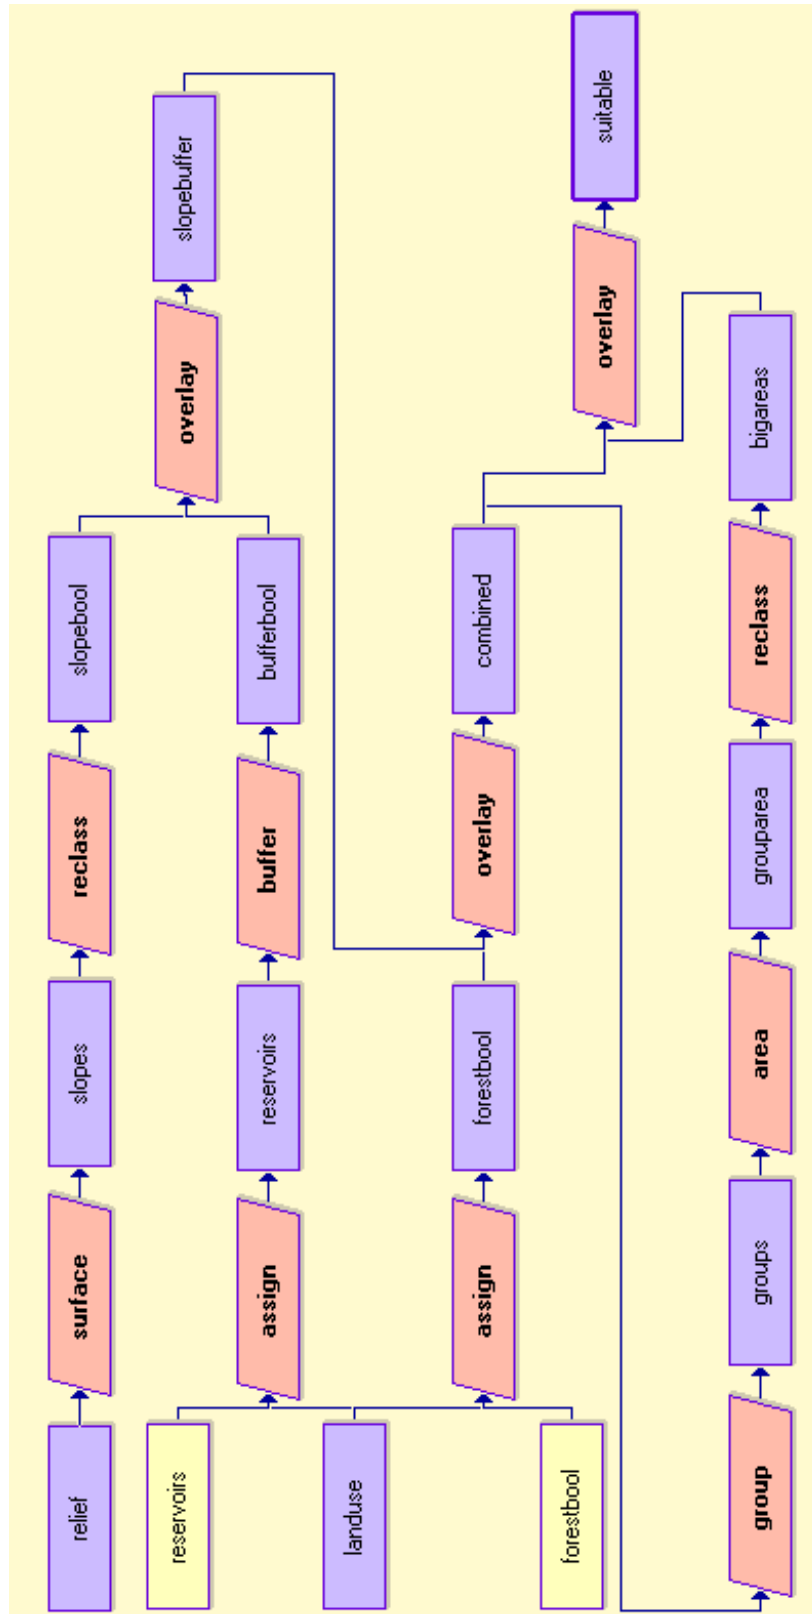 relief
surface
slopes
reclass
slopebool
reservoirs
assign
reservoirs
buffer
bufferbool
overlay
slopebuffer
landuse
forestbool
assign
forestbool
overlay
combined
overlay
suitable
group
groups
area
grouparea
reclass
bigareas